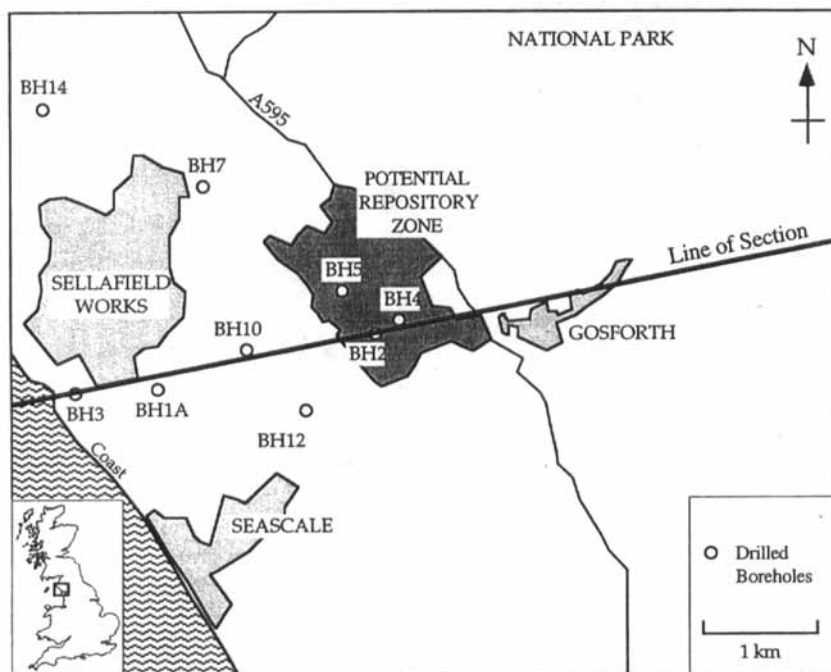 NATIONAL PARK
N
BH14
A595
BH7
POTENTIAL
REPOSITORY
ZONE
Line of Section
SELLAFIELD
WORKS
BH5
BH4
BH10
GOSFORTH
BH2
BH3
BH1A
BH12
Coast
SEASCALE
Drilled
Boreholes
1 km